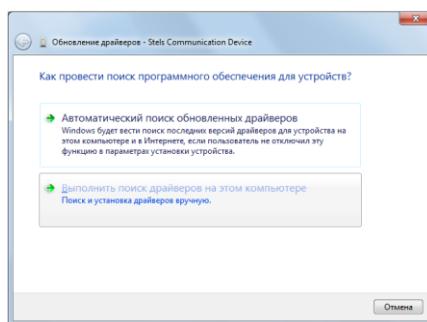 Обновление драйверов - Stels Communication Device
Как провести поиск программного обеспечения для устройств?
Автоматический поиск обновленных драйверов
Windows будет вести поиск последних версий драйверов для устройства на
этом компьютере и в Интернете, если пользователь не отключил эту
функцию в параметрах установки устройства.
Выполнить поиск драйверов на этом компьютере
Поиск и установка драйверов вручную.
Отмена